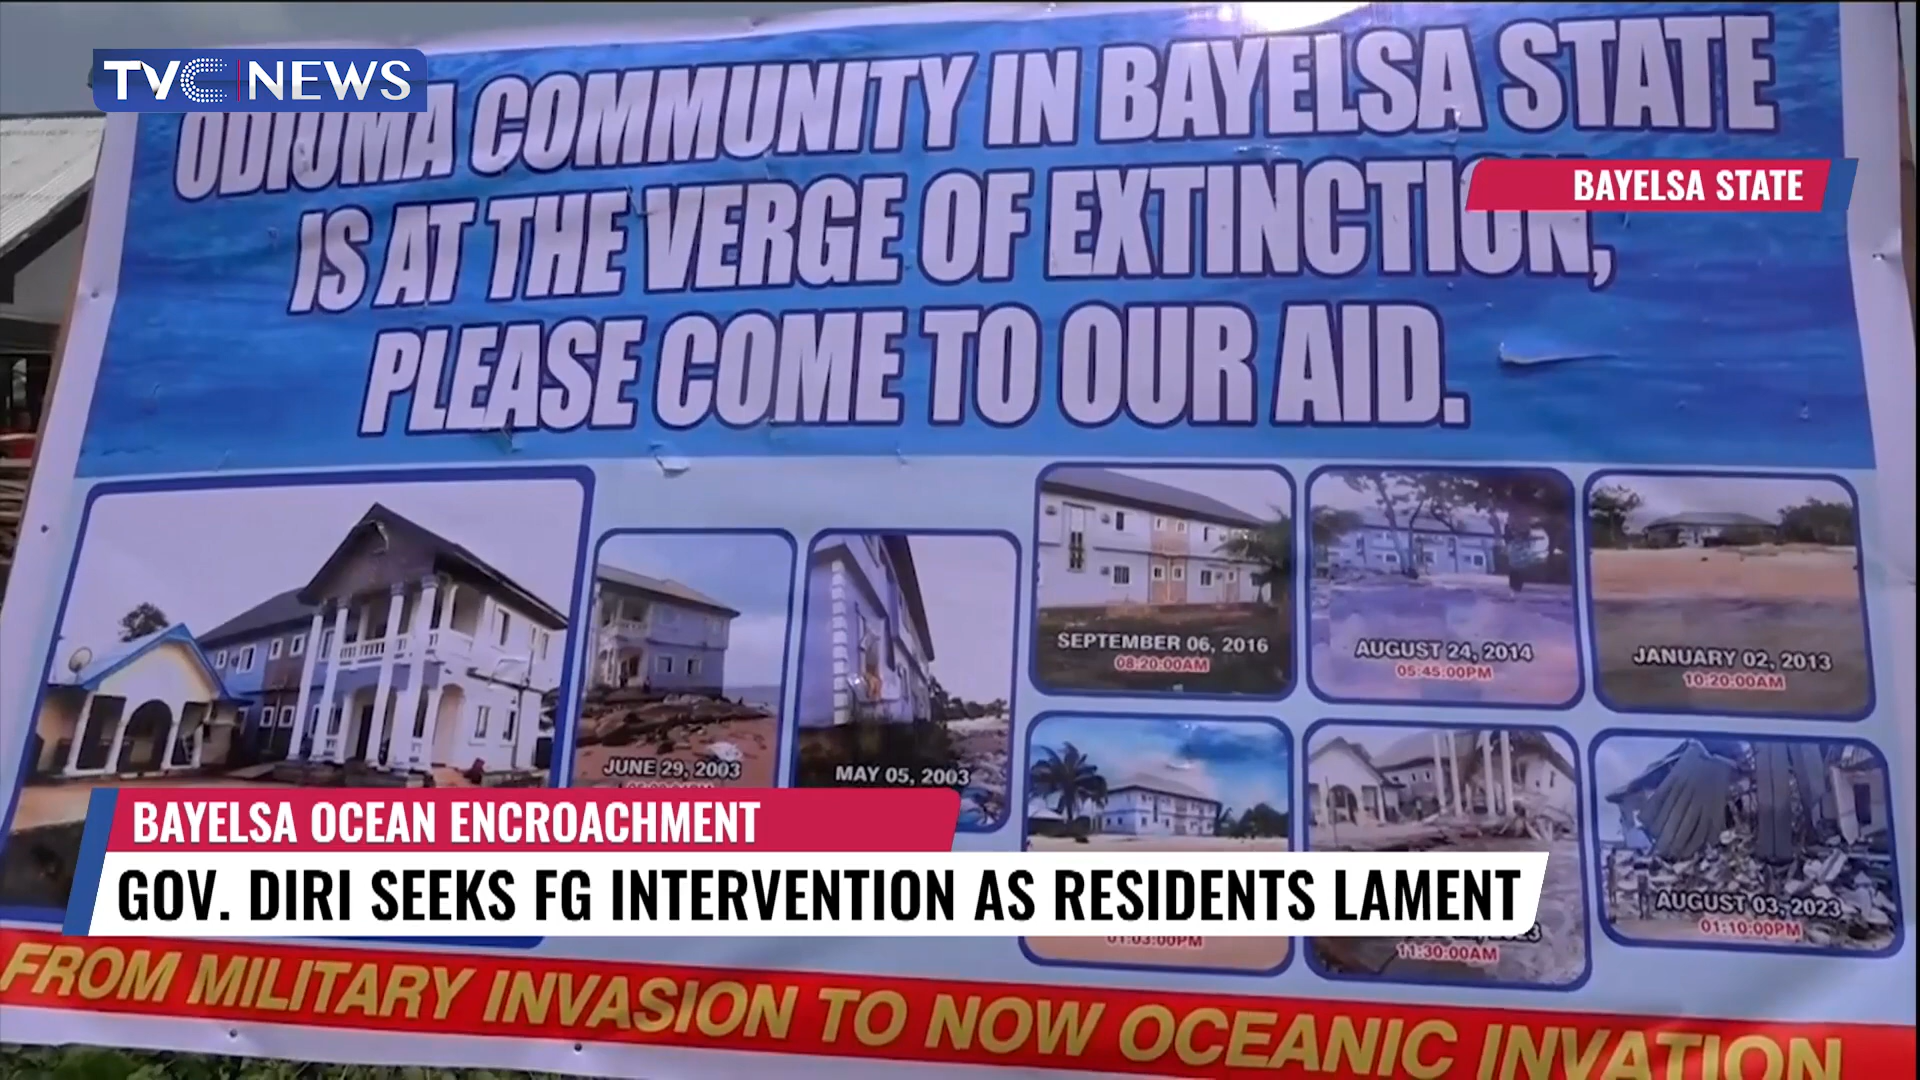 TVC NEWS
ODIOMA COMMUNITY IN BAYELSA STATE
IS AT THE VERGE OF EXTINCTION,
PLEASE COME TO OUR AID.
BAYELSA STATE
SEPTEMBER 06, 2016
08:20:00AM
AUGUST 24, 2014
05:45:00PM
JANUARY 02, 2013
10:20:00AM
JUNE 29, 2003
MAY 05, 2003
BAYELSA OCEAN ENCROACHMENT
GOV. DIRI SEEKS FG INTERVENTION AS RESIDENTS LAMENT
01:03:00PM
11:30:00AM
AUGUST 03, 2023
01:10:00PM
FROM MILITARY INVASION TO NOW OCEANIC INVATION